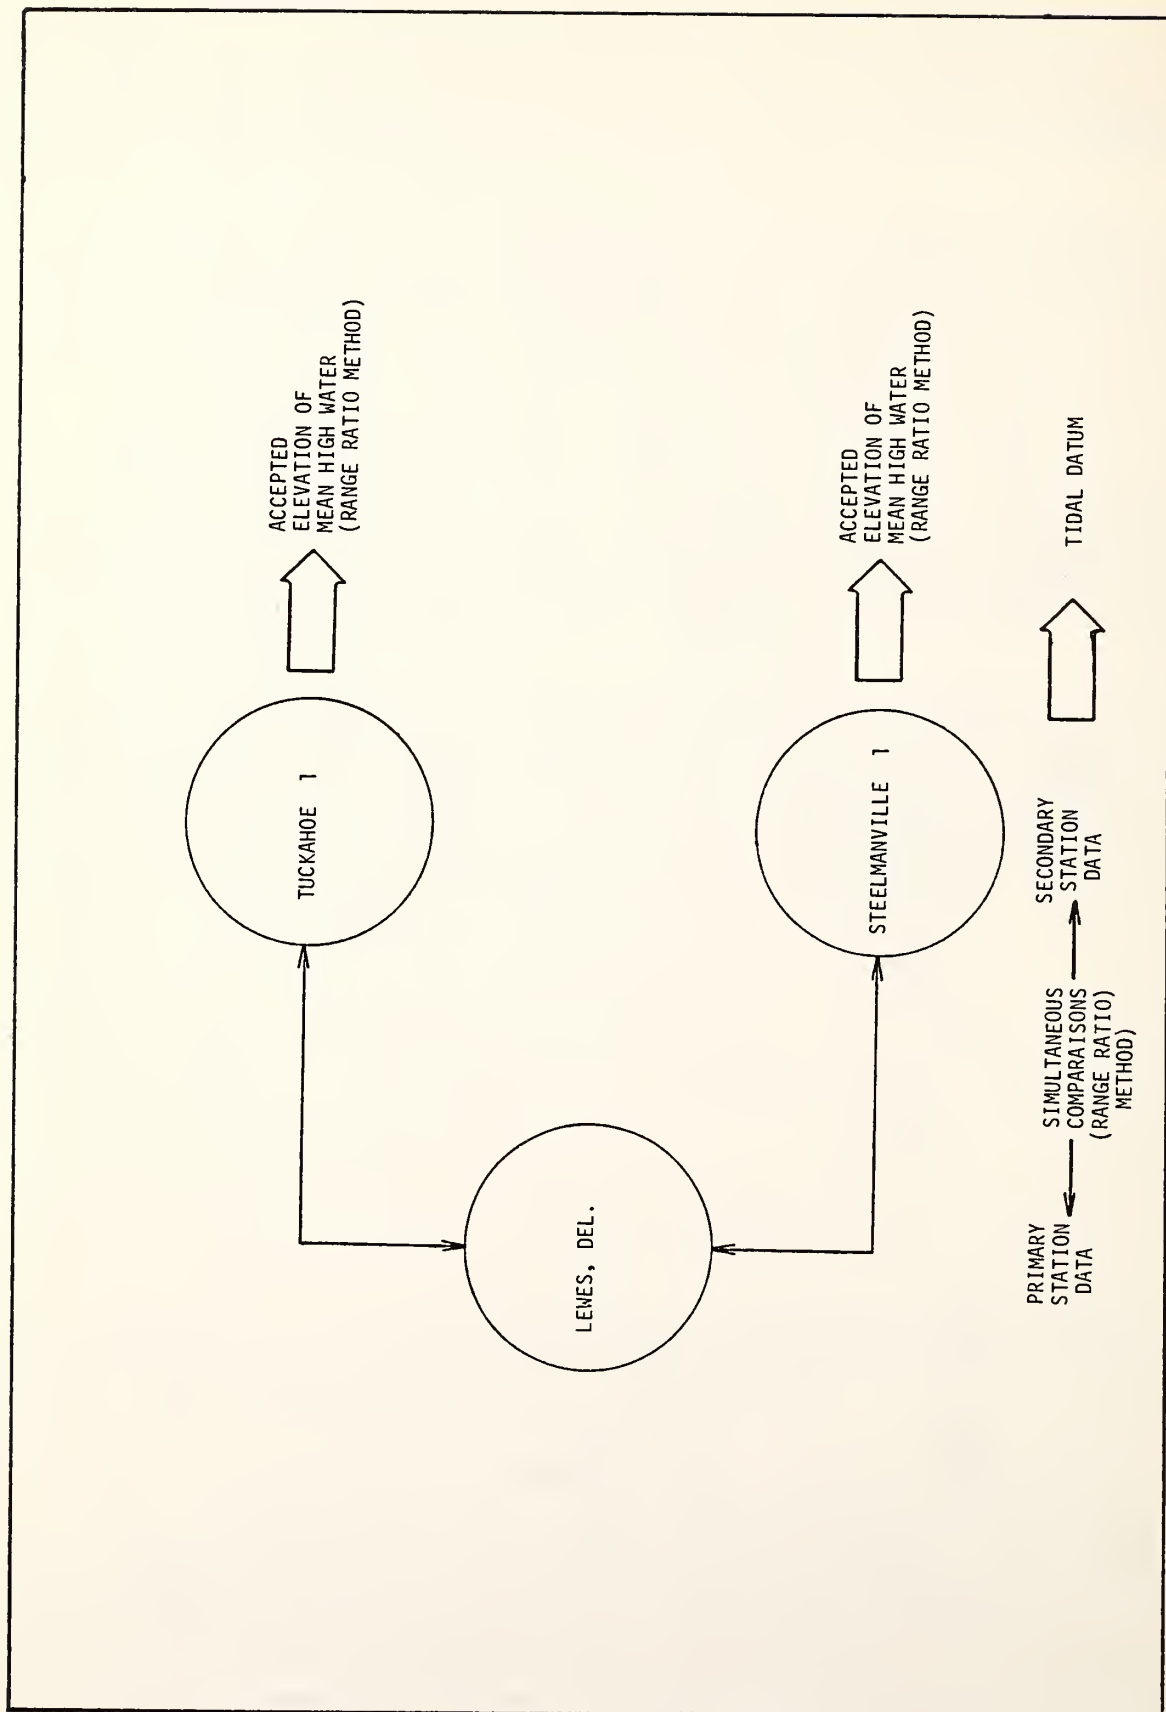 TUCKAHOE 1
ACCEPTED
ELEVATION OF
MEAN HIGH WATER
(RANGE RATIO METHOD)
LEWES, DEL.
STEELMANVILLE 1
ACCEPTED
ELEVATION OF
MEAN HIGH WATER
(RANGE RATIO METHOD)
PRIMARY
STATION
DATA
SIMULTANEOUS
COMPARAISONS
(RANGE RATIO)
METHOD)
SECONDARY
STATION
DATA
TIDAL DATUM